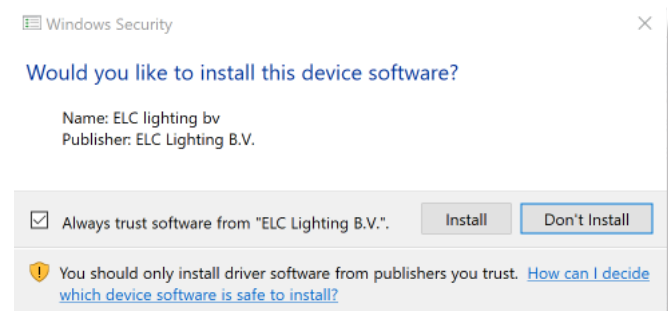 Windows Security
Would you like to install this device software?
Name: ELC lighting bv
Publisher: ELC Lighting B.V.
Always trust software from "ELC Lighting B.V.".
Install
Don't Install
You should only install driver software from publishers you trust. How can I decide
which device software is safe to install?